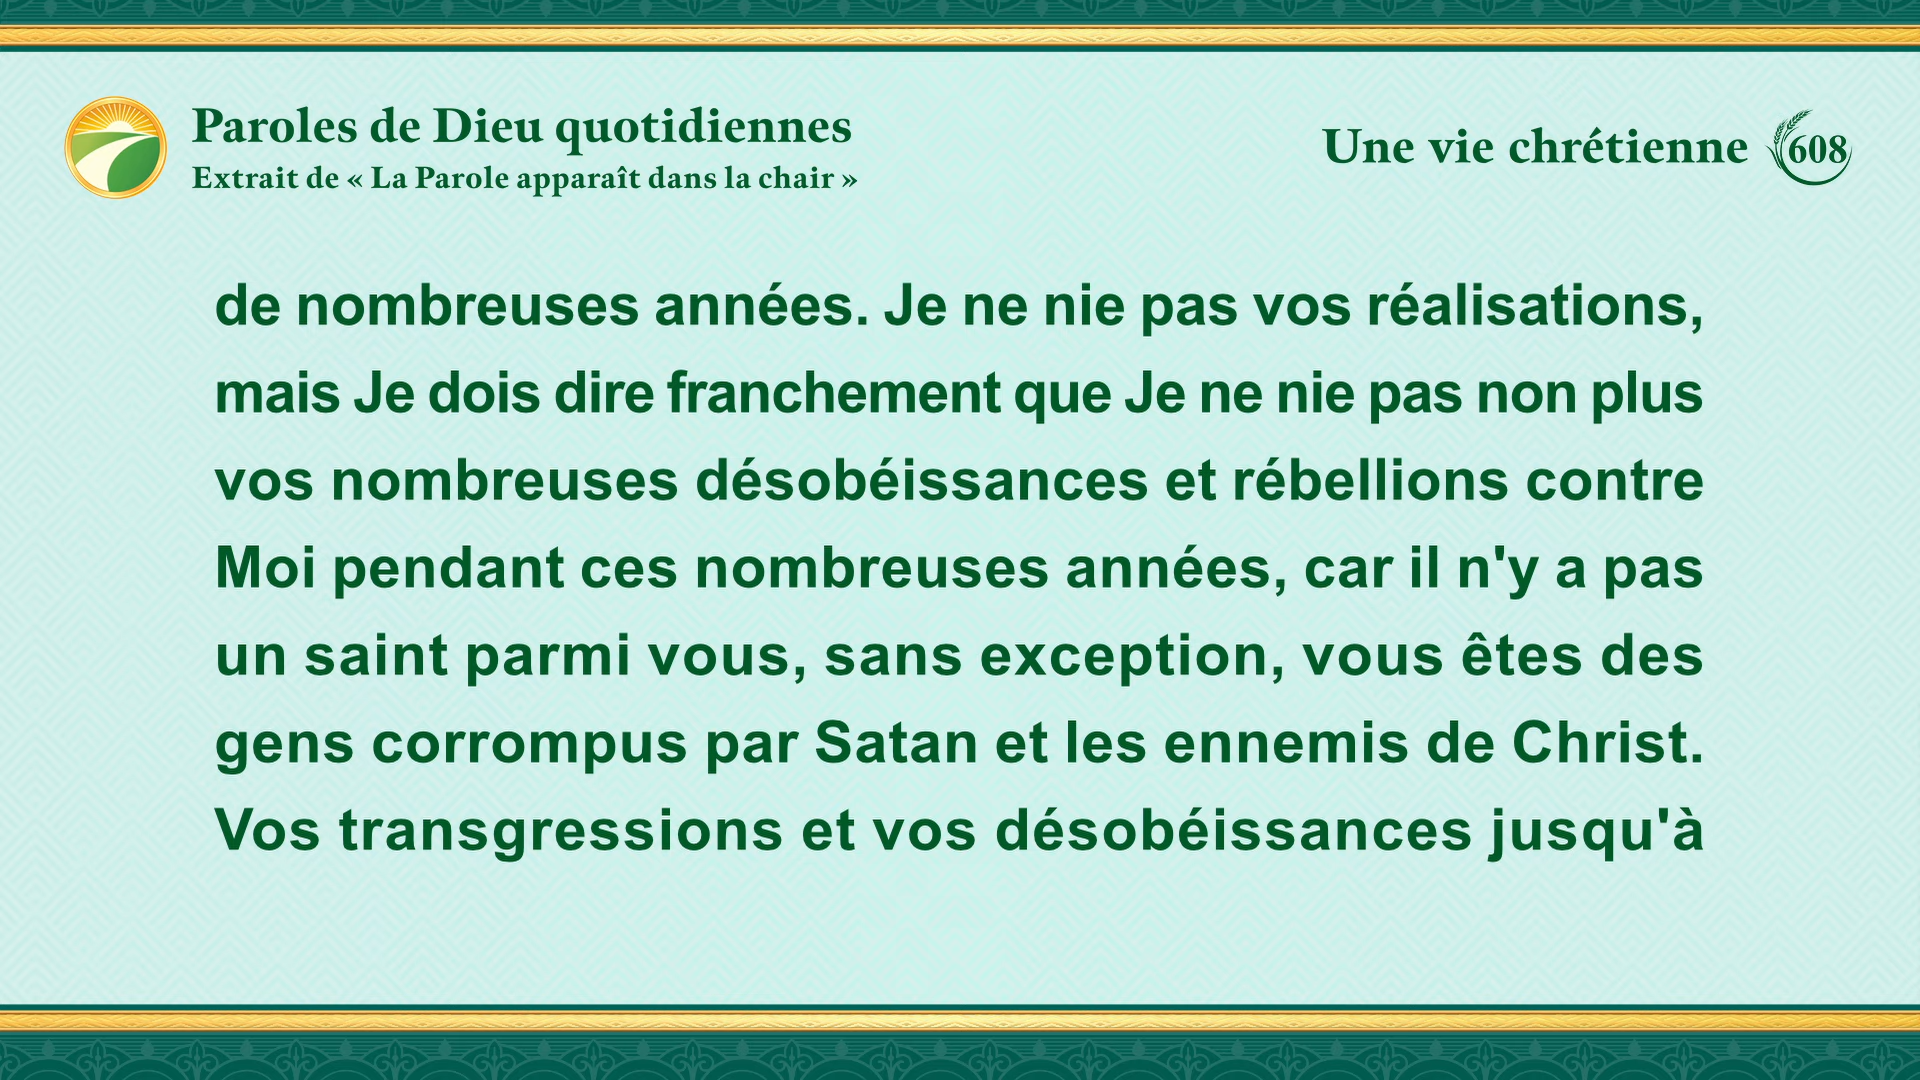 Paroles de Dieu quotidiennes
Extrait de « La Parole apparaît dans la chair »
Une vie chrétienne 608
de nombreuses années. Je ne nie pas vos réalisations,
mais Je dois dire franchement que Je ne nie pas non plus
vos nombreuses désobéissances et rébellions contre
Moi pendant ces nombreuses années, car il n'y a pas
un saint parmi vous, sans exception, vous êtes des
gens corrompus par Satan et les ennemis de Christ.
Vos transgressions et vos désobéissances jusqu'à